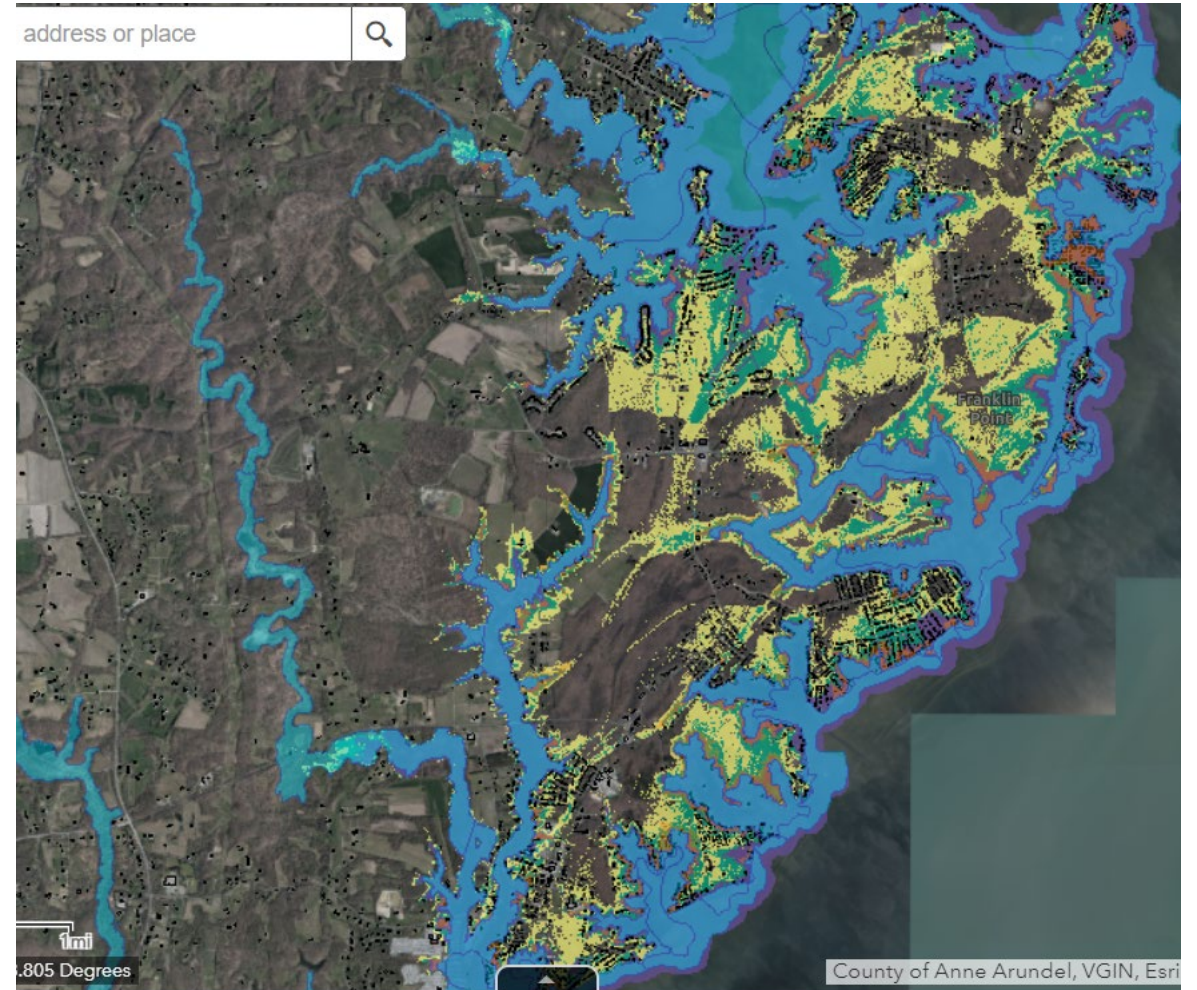 address or place
Franklin
Point
1mi
.805 Degrees
County of Anne Arundel, VGIN, Esri